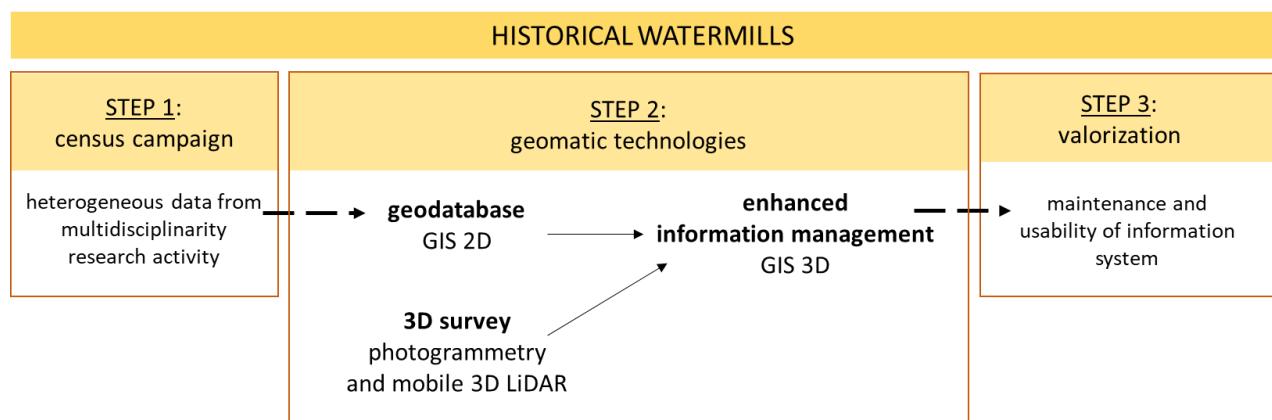 HISTORICAL WATERMILLS
STEP 1:
census campaign
heterogeneous data from
multidisciplinarity
research activity
STEP 2:
geomatic technologies
geodatabase
GIS 2D
3D survey
photogrammetry
and mobile 3D LiDAR
enhanced
information management
GIS 3D
STEP 3:
valorization
maintenance and
usability of information
system